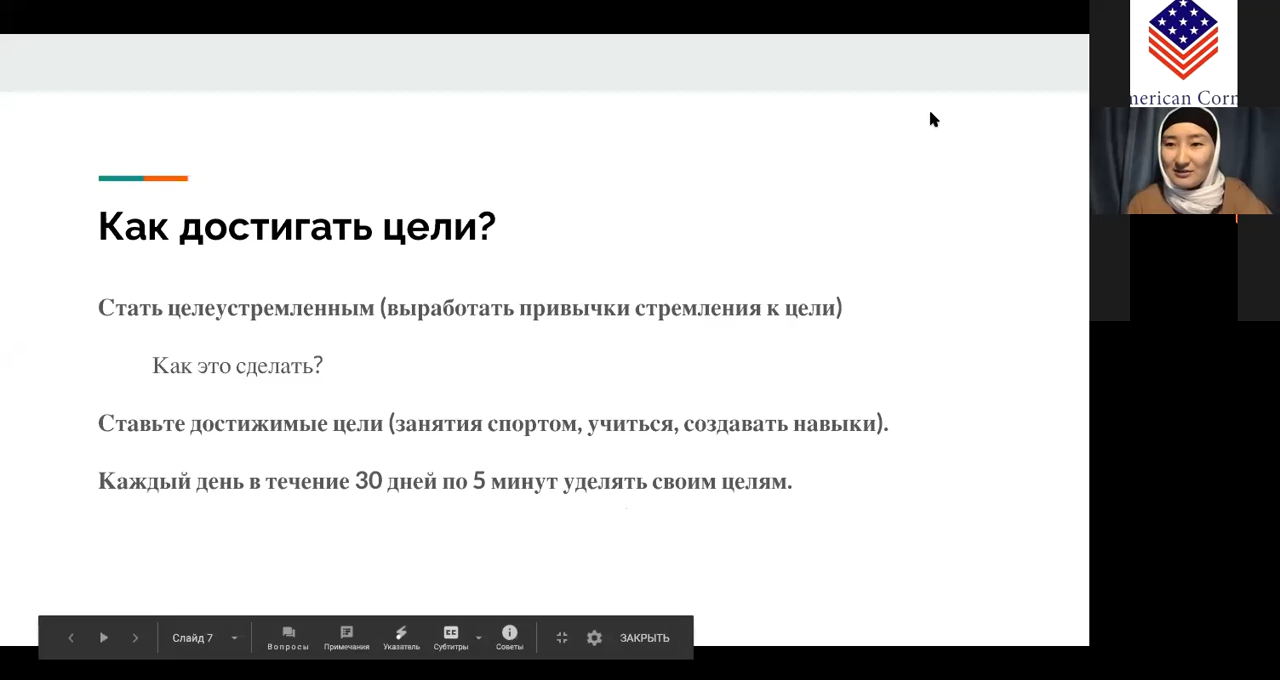 merican Corn
Как достигать цели?
Стать целеустремленным (выработать привычки стремления к цели)
Как это сделать?
Ставьте достижимые цели (занятия спортом, учиться, создавать навыки).
Каждый день в течение 30 дней по 5 минут уделять своим целям.
Слайд 7
Вопросы
Примечания
Указатель
Субтитры
Советы
ЗАКРЫТЬ